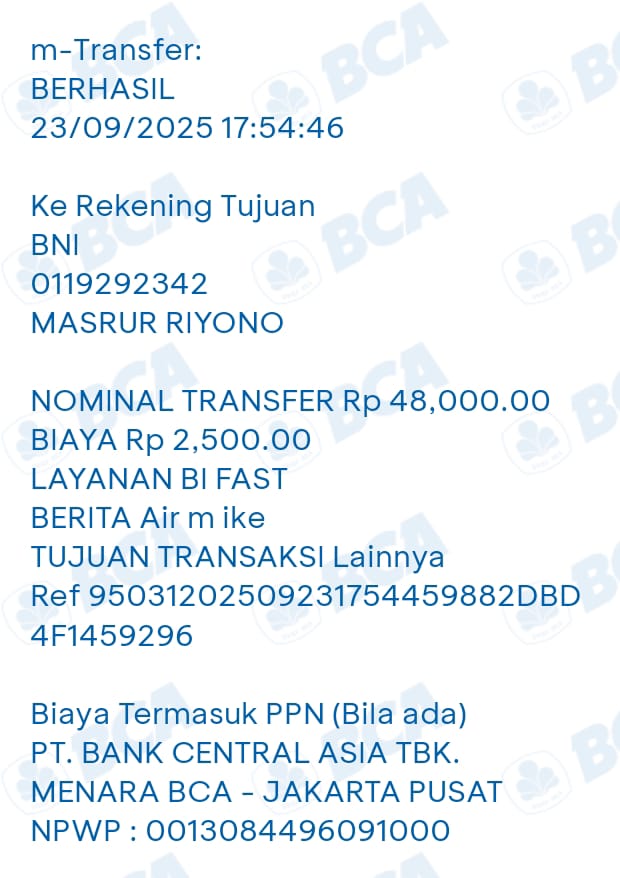 m-Transfer:
BERHASIL
23/09/2025 17:54:46
Ke Rekening Tujuan
BNI
0119292342
MASRUR RIYONO
NOMINAL TRANSFER Rp 48,000.00
BIAYA Rp 2,500.00
LAYANAN BI FAST
BERITA Air m ike
TUJUAN TRANSAKSI Lainnya
Ref 95031202509231754459882DBD
4F1459296
Biaya Termasuk PPN (Bila ada)
PT. BANK CENTRAL ASIA TBK.
MENARA BCA - JAKARTA PUSAT
NPWP : 0013084496091000